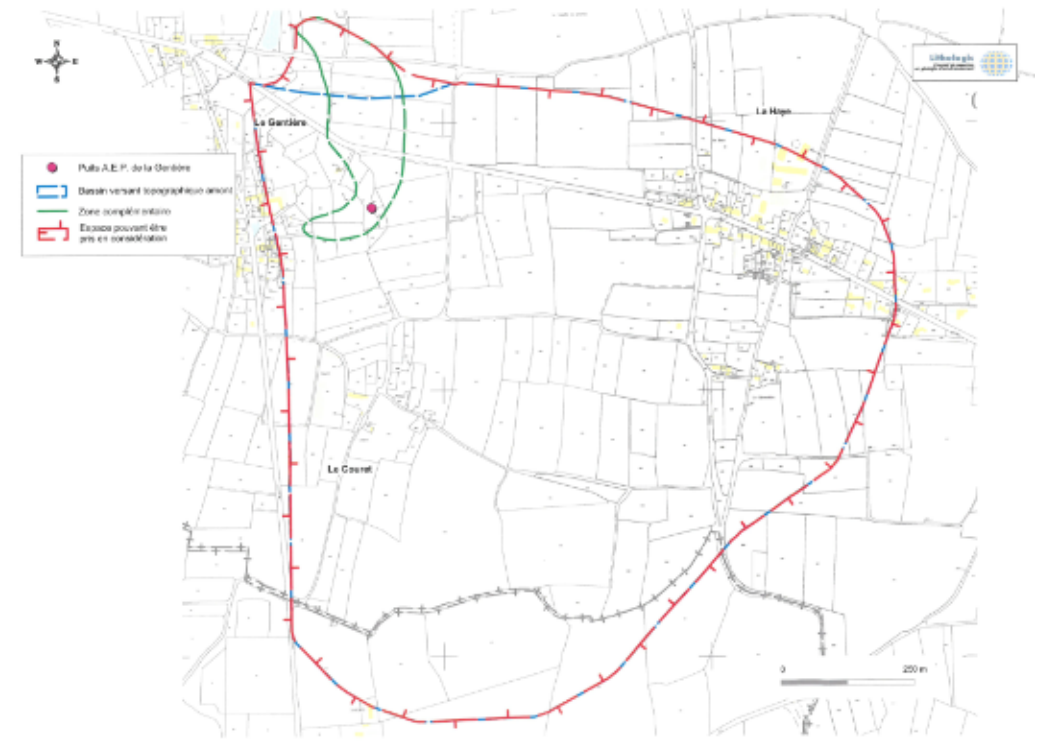 N
W E
S
Lithologic
La Haye
La Gentière
Puits A.E.P. de la Gentière
Bassin versant topographique amont
Zone complémentaire
Espace pouvant être
pris en considération
Le Couret
0 250 m